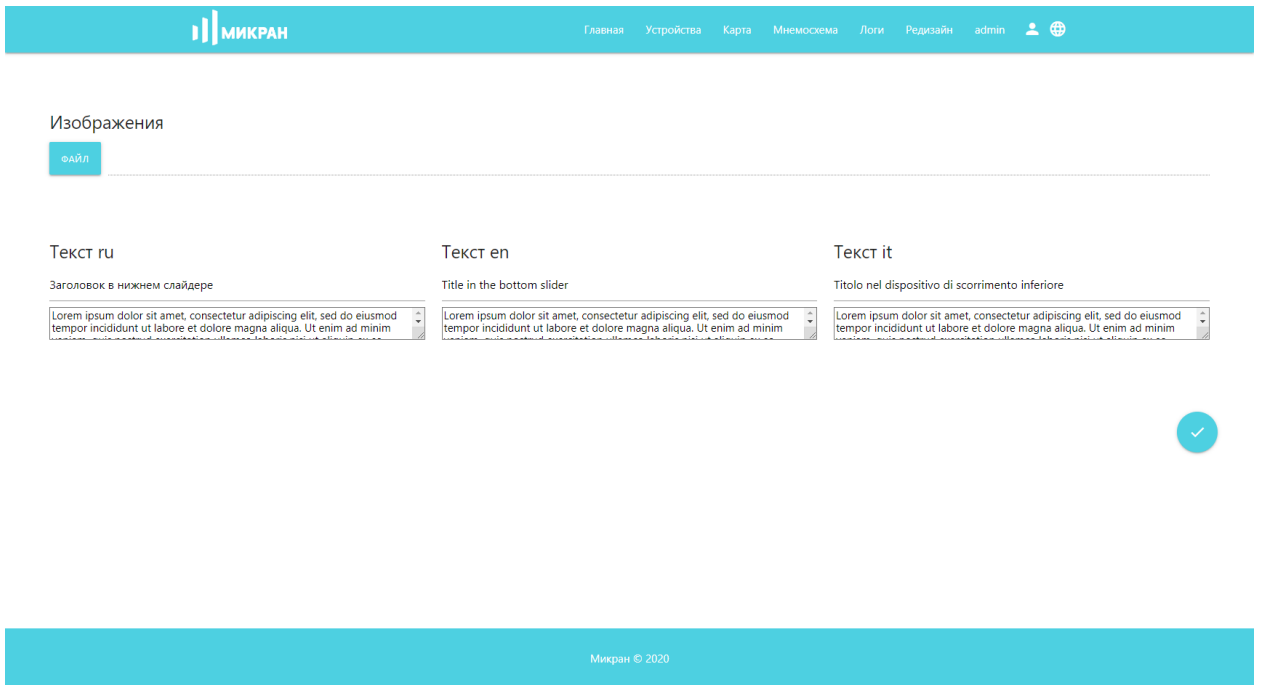 МИКРАН Главная Устройства Карта Мнемосхема Логи Редизайн admin
Изображения
ФАЙЛ
Текст ru
Заголовок в нижнем слайдере
Lorem ipsum dolor sit amet, consectetur adipiscing elit, sed do eiusmod
tempor incididunt ut labore et dolore magna aliqua. Ut enim ad minim
Текст en
Title in the bottom slider
Lorem ipsum dolor sit amet, consectetur adipiscing elit, sed do eiusmod
tempor incididunt ut labore et dolore magna aliqua. Ut enim ad minim
Текст it
Titolo nel dispositivo di scorrimento inferiore
Lorem ipsum dolor sit amet, consectetur adipiscing elit, sed do eiusmod
tempor incididunt ut labore et dolore magna aliqua. Ut enim ad minim
Микран © 2020